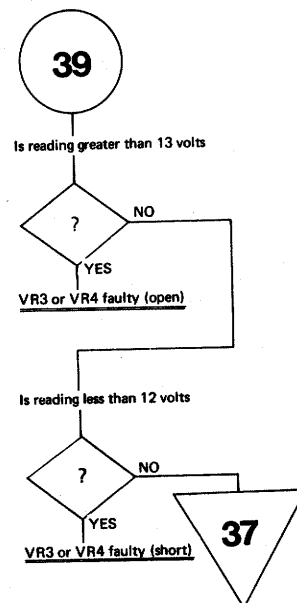 39
Is reading greater than 13 volts
?
NO
YES
VR3 or VR4 faulty (open)
Is reading less than 12 volts
?
NO
YES
VR3 or VR4 faulty (short)
37